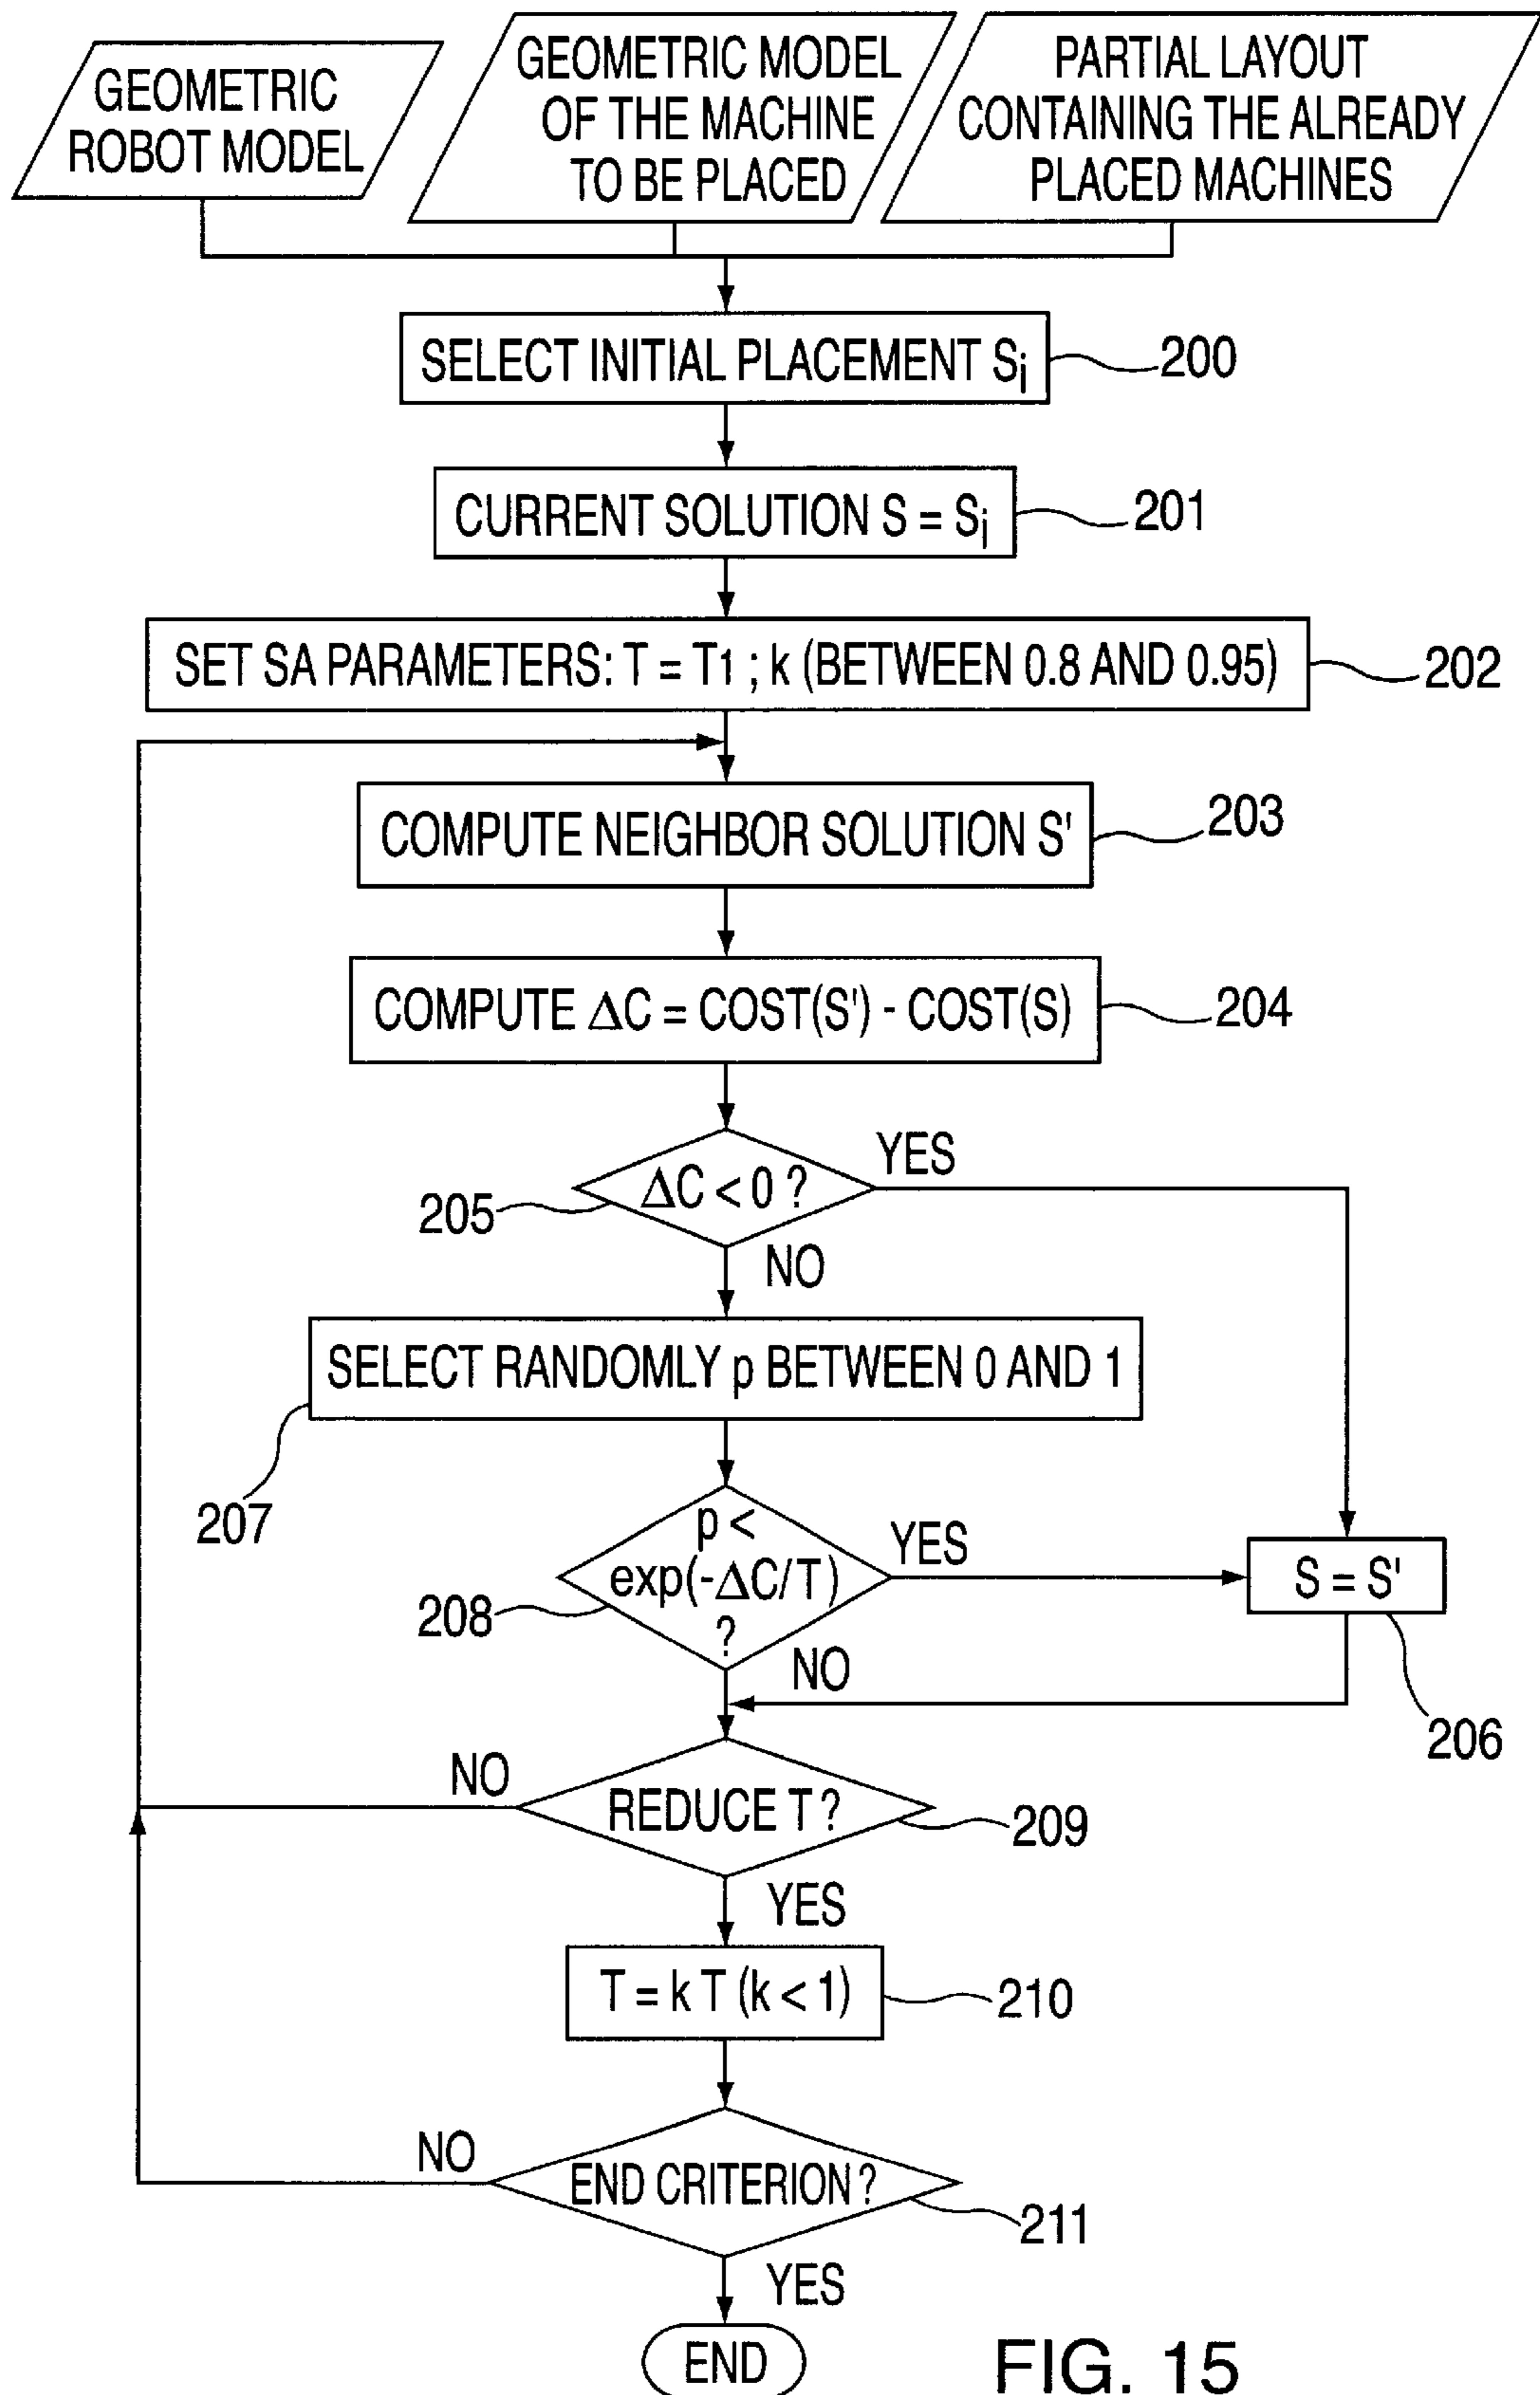 GEOMETRIC
ROBOT MODEL
GEOMETRIC MODEL
OF THE MACHINE
TO BE PLACED
PARTIAL LAYOUT
CONTAINING THE ALREADY
PLACED MACHINES
SELECT INITIAL PLACEMENT Si
200
CURRENT SOLUTION S = Si
201
SET SA PARAMETERS: T = T1 ; k (BETWEEN 0.8 AND 0.95)
202
COMPUTE NEIGHBOR SOLUTION S'
203
COMPUTE ΔC = COST(S') - COST(S)
204
ΔC < 0 ?
YES
205
NO
SELECT RANDOMLY p BETWEEN 0 AND 1
207
p <
exp(-ΔC/T)
?
YES
208
NO
S = S'
206
REDUCE T ?
NO
209
YES
T = k T (k < 1)
210
END CRITERION ?
NO
211
YES
END
FIG. 15